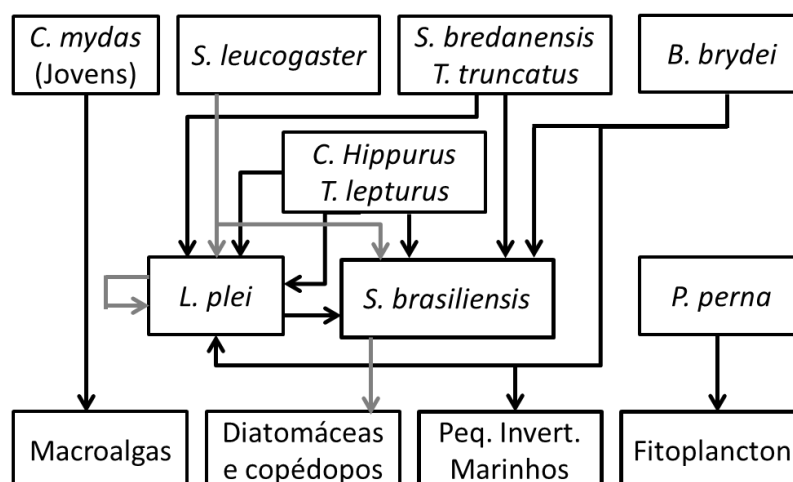 C. mydas
(Jovens)
S. leucogaster
S. bredanensis
T. truncatus
B. brydei
C. Hippurus
T. lepturus
L. plei
S. brasiliensis
P. perna
Macroalgas
Diatomáceas
e copédopos
Peq. Invert.
Marinhos
Fitoplancton